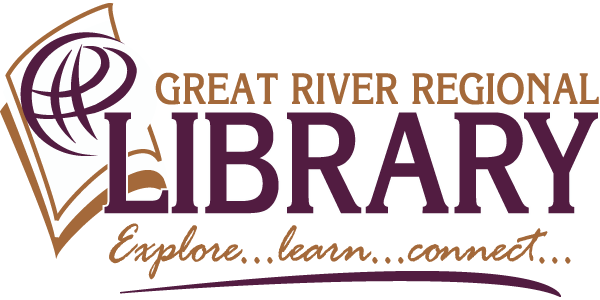 GREAT RIVER REGIONAL
LIBRARY
Explore...learn...connect...